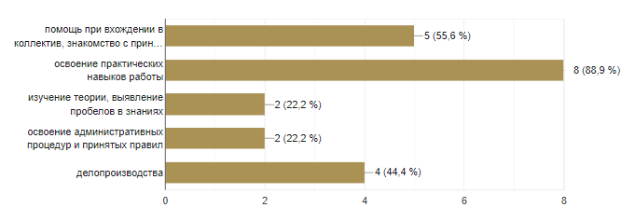 помощь при вхождении в
коллектив, знакомство с прин...
5 (55,6 %)
освоение практических
навыков работы
8 (88,9 %)
изучение теории, выявление
пробелов в знаниях
2 (22,2 %)
освоение административных
процедур и принятых правил
2 (22,2 %)
делопроизводства
4 (44,4 %)
0 2 4 6 8